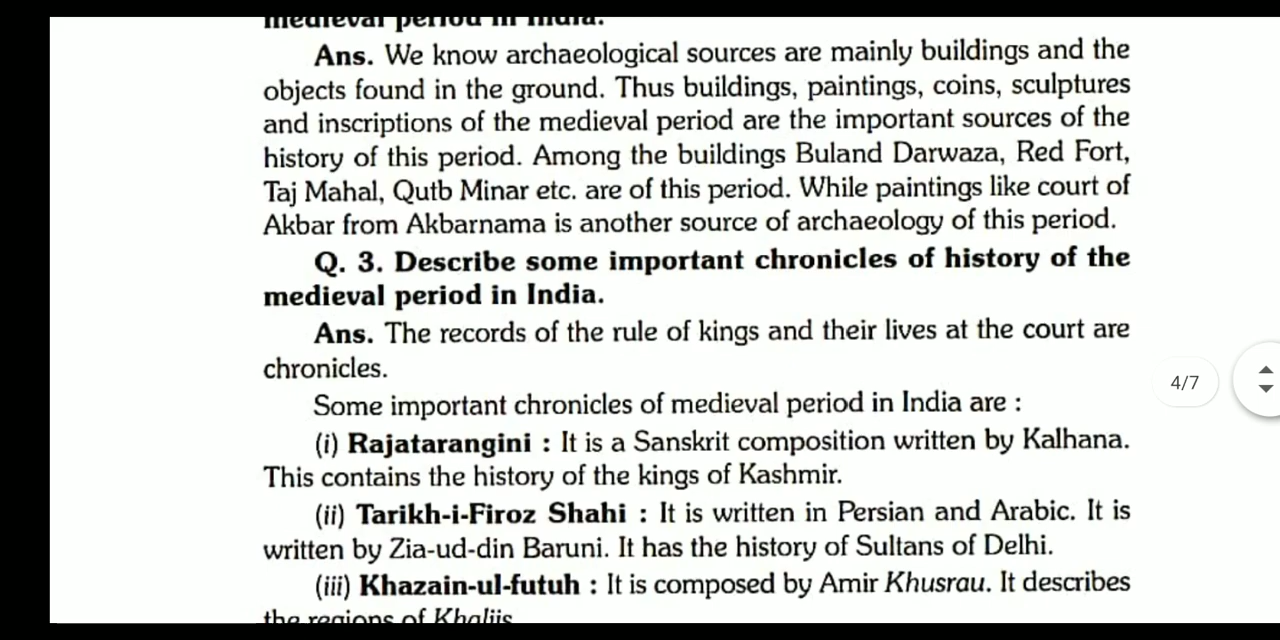 medieval period in India.
Ans. We know archaeological sources are mainly buildings and the
objects found in the ground. Thus buildings, paintings, coins, sculptures
and inscriptions of the medieval period are the important sources of the
history of this period. Among the buildings Buland Darwaza, Red Fort,
Taj Mahal, Qutb Minar etc. are of this period. While paintings like court of
Akbar from Akbarnama is another source of archaeology of this period.
Q. 3. Describe some important chronicles of history of the
medieval period in India.
Ans. The records of the rule of kings and their lives at the court are
chronicles.
Some important chronicles of medieval period in India are :
(i) Rajatarangini : It is a Sanskrit composition written by Kalhana.
This contains the history of the kings of Kashmir.
(ii) Tarikh-i-Firoz Shahi : It is written in Persian and Arabic. It is
written by Zia-ud-din Baruni. It has the history of Sultans of Delhi.
(iii) Khazain-ul-futuh : It is composed by Amir Khusrau. It describes
the regions of Khaljis
4/7